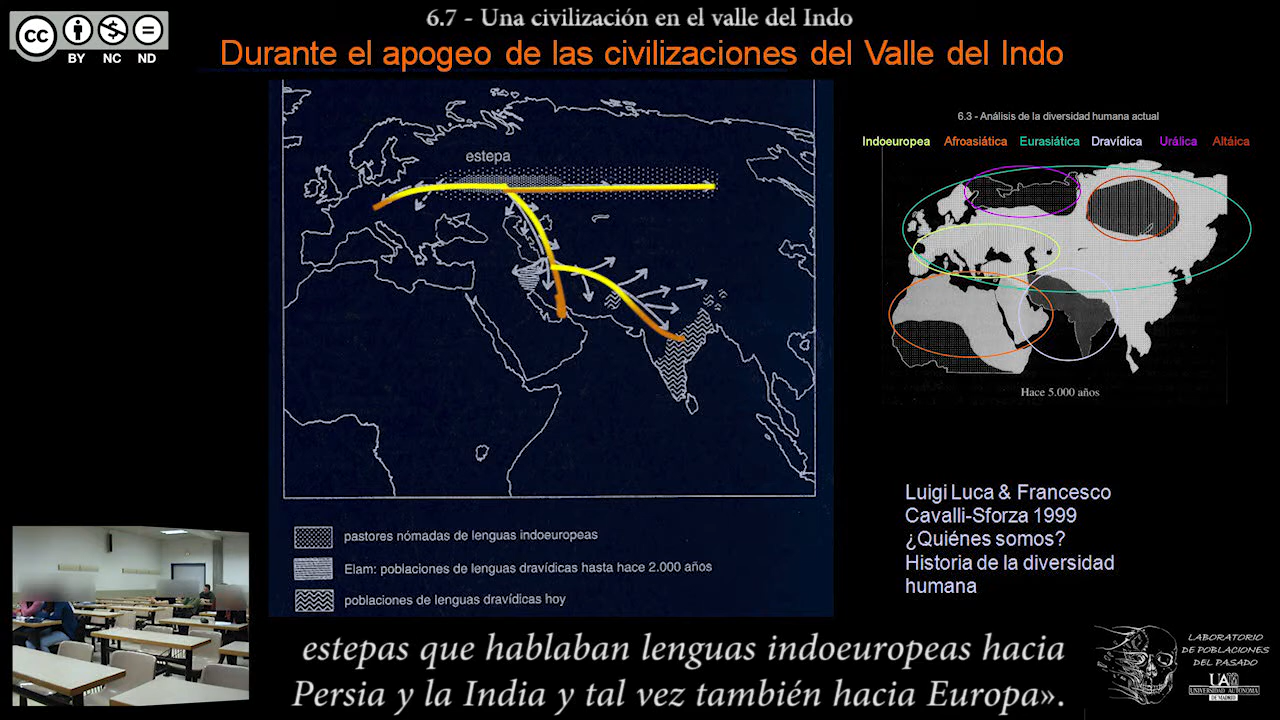 6.7 - Una civilización en el valle del Indo
cc
BY NC ND
Durante el apogeo de las civilizaciones del Valle del Indo
estepa
6.3 - Análisis de la diversidad humana actual
Indoeuropea Afroasiática Eurasiática Dravídica Urálica Altáica
Hace 5.000 años
Luigi Luca & Francesco
Cavalli-Sforza 1999
¿Quiénes somos?
Historia de la diversidad
humana
pastores nómadas de lenguas indoeuropeas
Elam: poblaciones de lenguas dravídicas hasta hace 2.000 años
poblaciones de lenguas dravídicas hoy
estepas que hablaban lenguas indoeuropeas hacia
Persia y la India y tal vez también hacia Europa».
LABORATORIO
DE POBLACIONES
DEL PASADO
UAM
UNIVERSIDAD AUTONOMA
DE MADRID